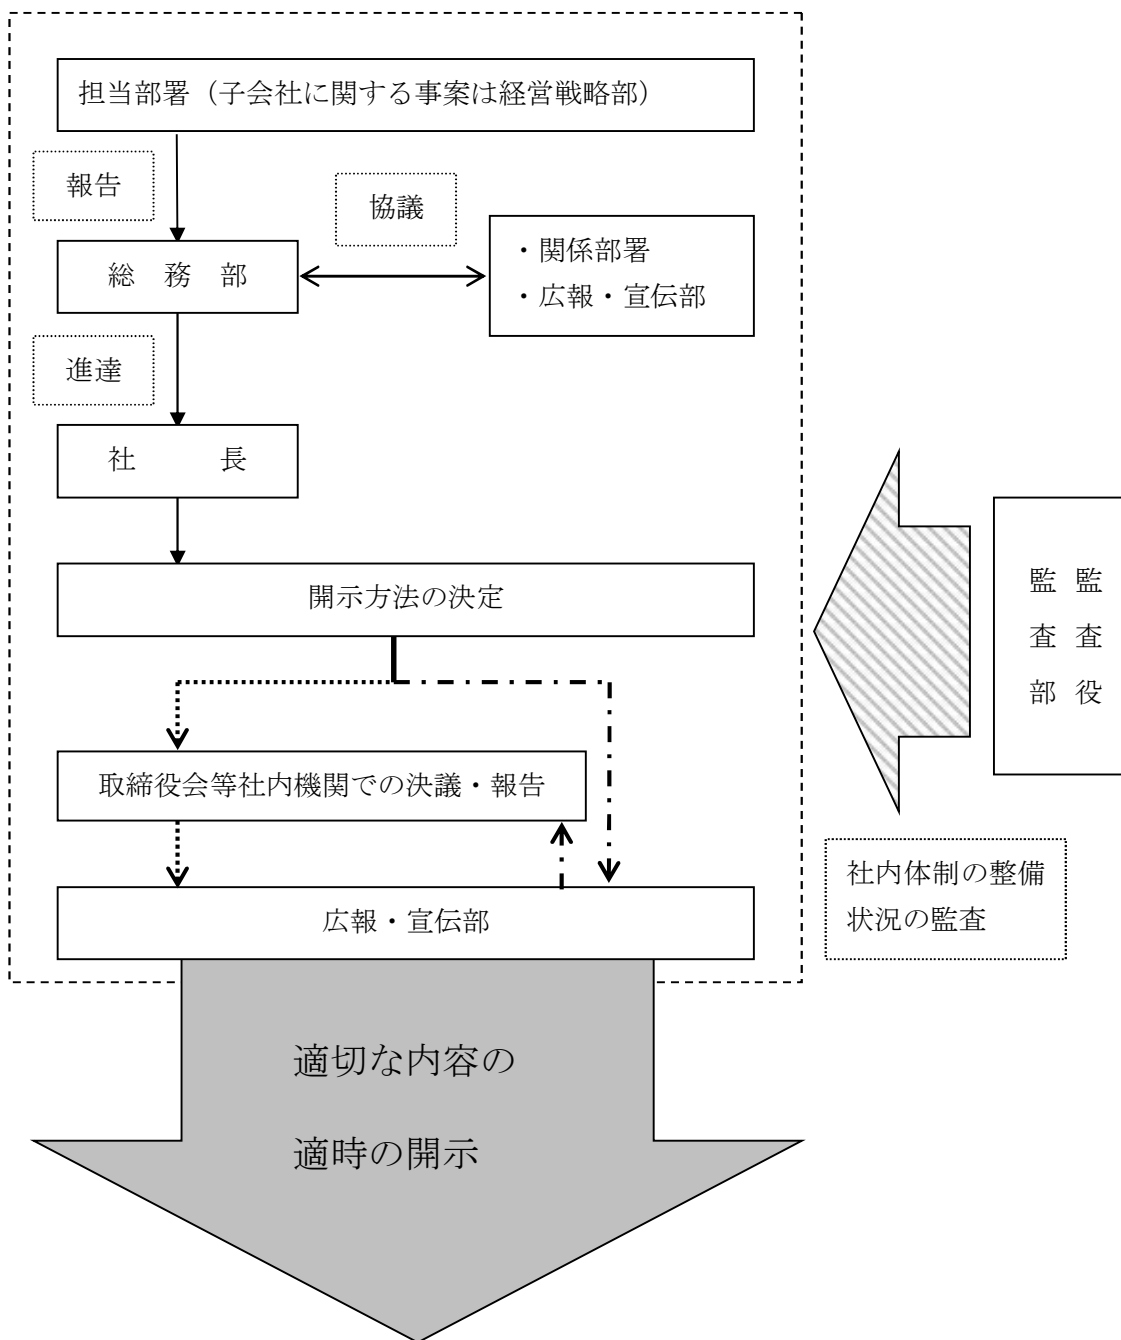 担当部署（子会社に関する事案は経営戦略部）
報告
協議
総　務　部
・関係部署
・広報・宣伝部
進達
社　　　長
開示方法の決定
監査役
監査部
取締役会等社内機関での決議・報告
社内体制の整備
状況の監査
広報・宣伝部
適切な内容の
適時の開示